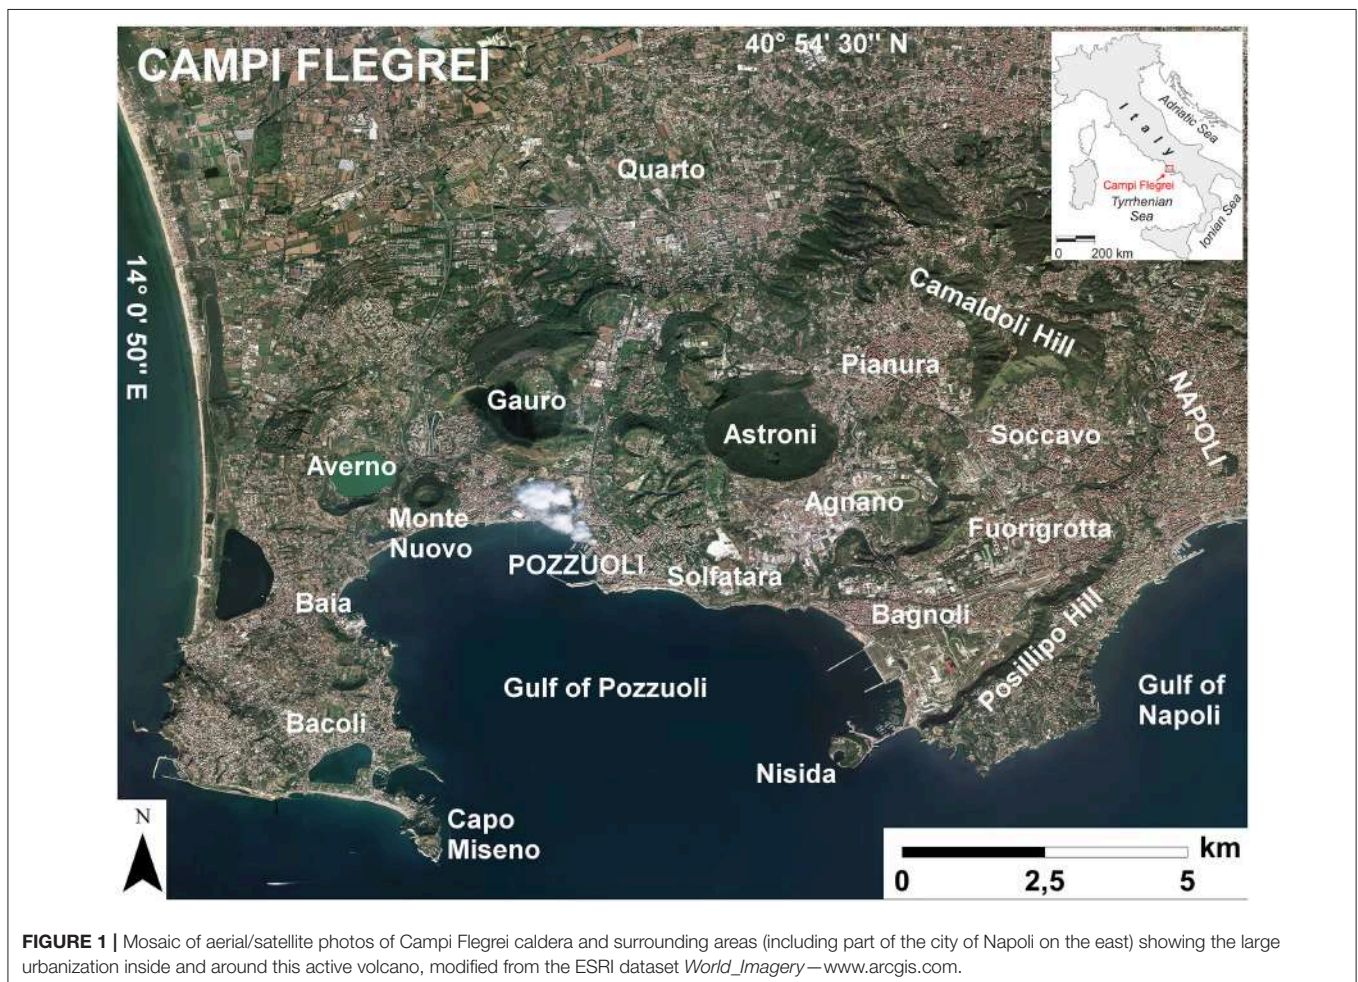 CAMPI FLEGREI
40° 54' 30'' N
14° 0' 50'' E
Italy
Adriatic Sea
Campi Flegrei
Tyrrhenian
Sea
Ionian Sea
0 200 km
Quarto
Camaldoli Hill
Pianura
NAPOLI
Gauro
Astroni
Soccavo
Averno
Agnano
Monte
Nuovo
Fuorigrotta
POZZUOLI
Solfatara
Baia
Bagnoli
Posillipo Hill
Gulf of Pozzuoli
Gulf of
Napoli
Bacoli
Nisida
Capo
Miseno
N
km
0 2,5 5
FIGURE 1 | Mosaic of aerial/satellite photos of Campi Flegrei caldera and surrounding areas (including part of the city of Napoli on the east) showing the large
urbanization inside and around this active volcano, modified from the ESRI dataset World_Imagery—www.arcgis.com.